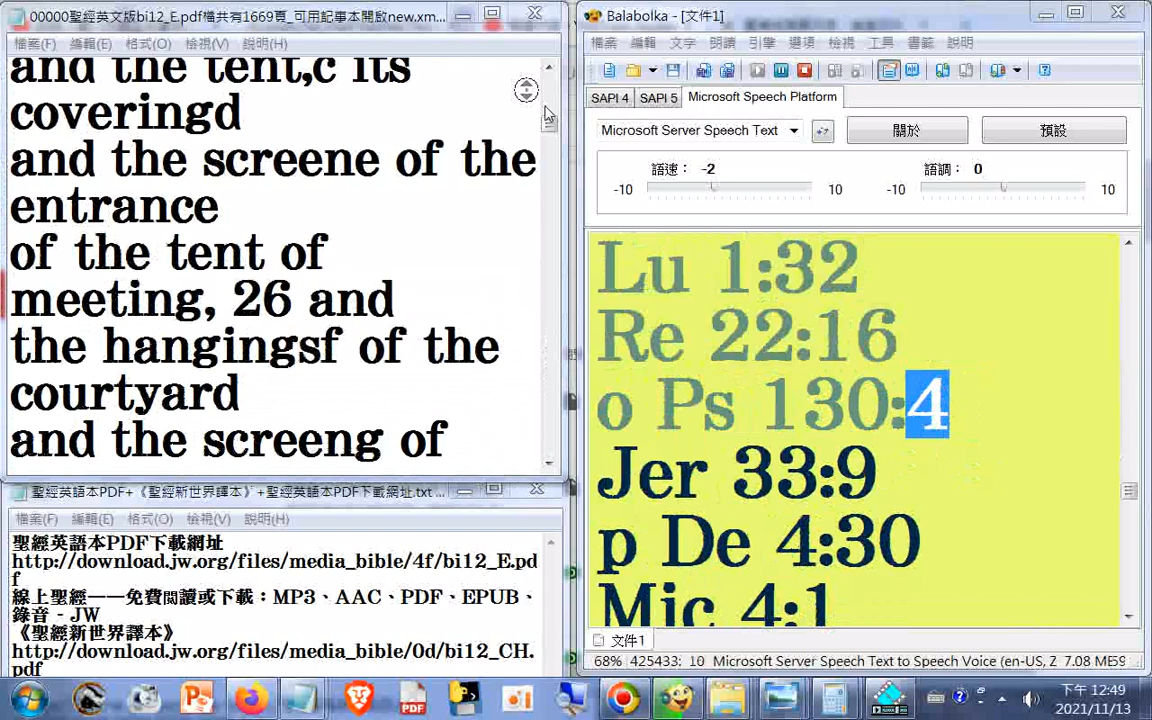 00000聖經英文版bi12_E.pdf檔共有1669頁_可用記事本開啟new.xm...
檔案(F) 編輯(E) 格式(O) 檢視(V) 說明(H)
and the tent,c its
coveringd
and the screene of the
entrance
of the tent of
meeting, 26 and
the hangingsf of the
courtyard
and the screeng of
聖經英語本PDF+《聖經新世界譯本》+聖經英語本PDF下載網址.txt ...
檔案(F) 編輯(E) 格式(O) 檢視(V) 說明(H)
聖經英語本PDF下載網址
http://download.jw.org/files/media_bible/4f/bi12_E.pd
f
線上聖經——免費閱讀或下載：MP3、AAC、PDF、EPUB、
錄音 - JW
《聖經新世界譯本》
http://download.jw.org/files/media_bible/0d/bi12_CH.
pdf
Balabolka - [文件1]
檔案 編輯 文字 朗讀 引擎 選項 檢視 工具 書籤 說明
SAPI 4 SAPI 5 Microsoft Speech Platform
Microsoft Server Speech Text 關於 預設
語速： -2 語調： 0
-10 10 -10 10
Lu 1:32
Re 22:16
o Ps 130:4
Jer 33:9
p De 4:30
Mic 4:1
文件1
68% 425433: 10 Microsoft Server Speech Text to Speech Voice (en-US, Z 7.08 ME59
下午 12:49
2021/11/13